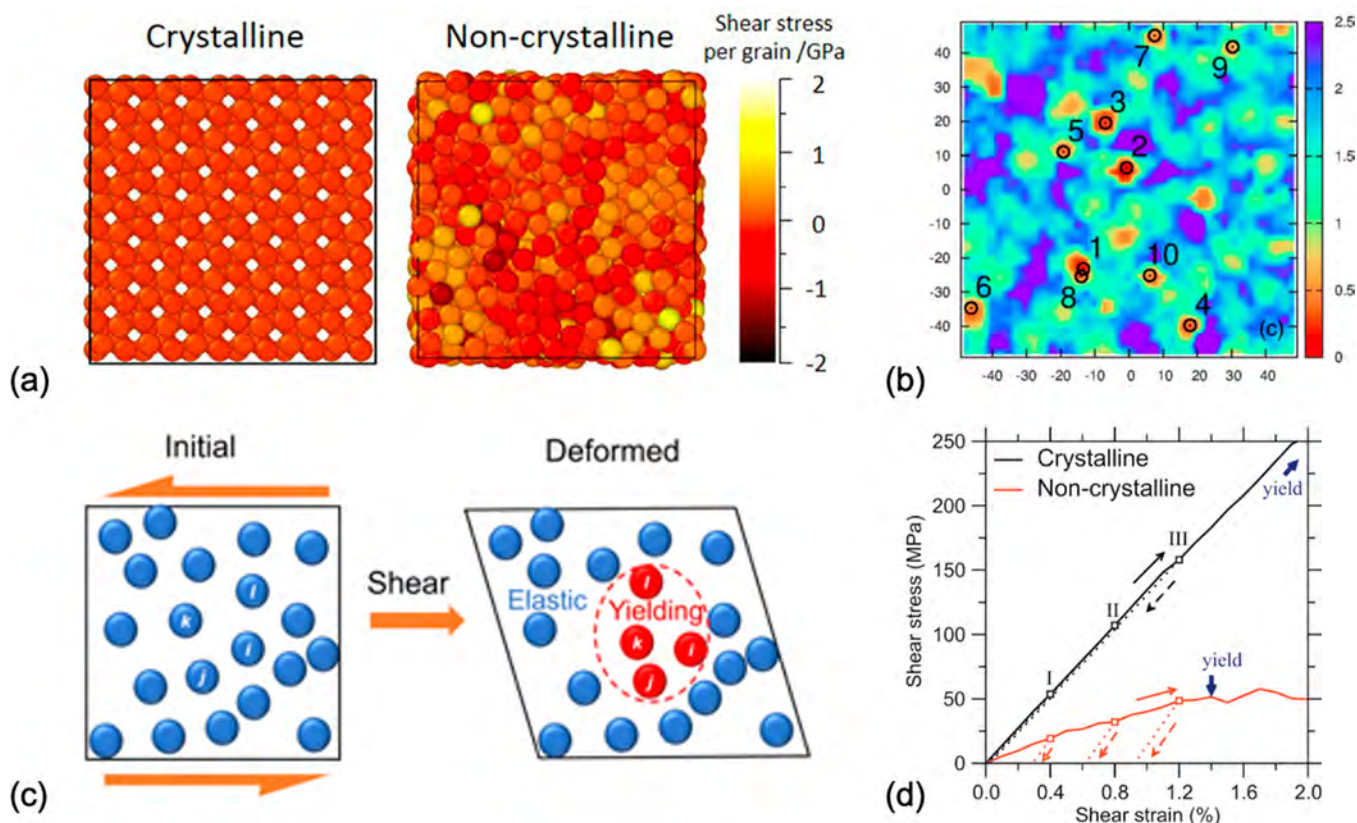 Crystalline
Non-crystalline
Shear stress
per grain /GPa
2
1
0
-1
-2
(a)
40
30
20
10
0
-10
-20
-30
-40
-40 -30 -20 -10 0 10 20 30 40
7
9
3
5
2
1
10
8
6
4
(c)
2.5
2
1.5
1
0.5
0
(b)
Initial
Deformed
Shear
Elastic
Yielding
l
k
i
j
l
k
i
j
(c)
Shear stress (MPa)
250
200
150
100
50
0
Crystalline
Non-crystalline
yield
III
II
I
yield
0.0 0.4 0.8 1.2 1.6 2.0
Shear strain (%)
(d)